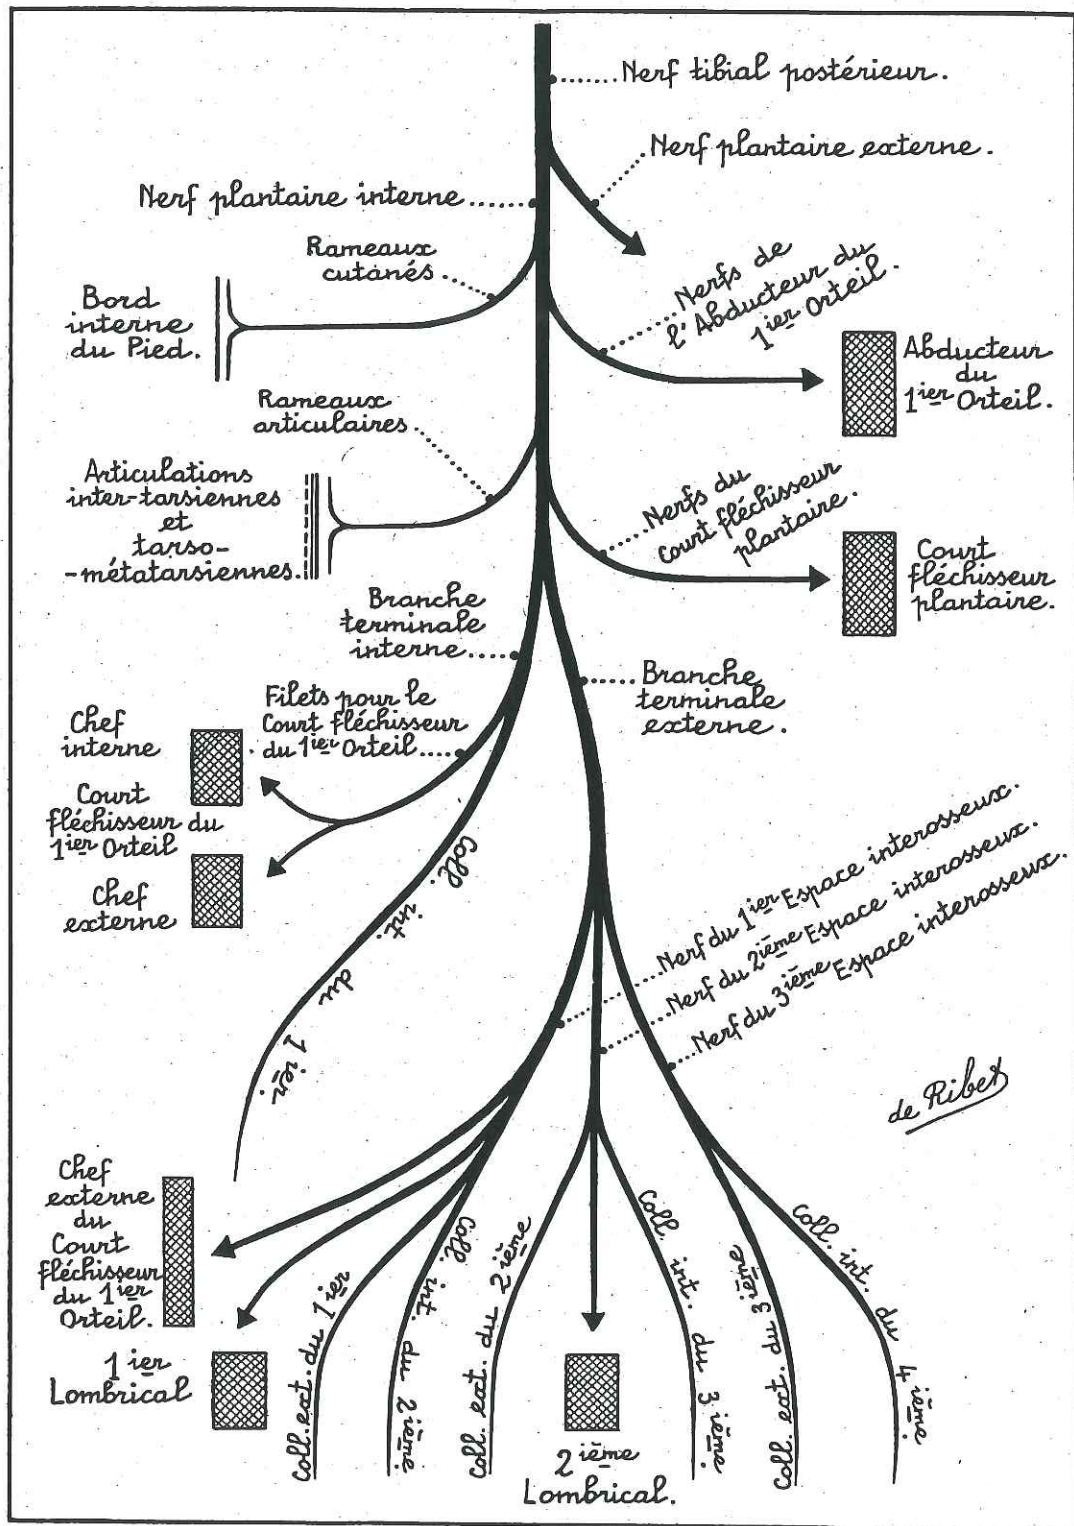 Nerf tibial postérieur.
Nerf plantaire externe.
Nerf plantaire interne
Rameaux
cutanés
Bord
interne
du Pied.
Nerfs de
l'Abducteur du
1ier Orteil.
Abducteur
du
1ier Orteil.
Rameaux
articulaires
Articulations
inter-tarsiennes
et
tarso-
-métatarsiennes.
Nerfs du
Court fléchisseur
plantaire.
Court
fléchisseur
plantaire.
Branche
terminale
interne
Branche
terminale
externe.
Filets pour le
Court fléchisseur
du 1ier Orteil
Chef
interne
Court
fléchisseur du
1ier Orteil
Chef
externe
Coll. int. du 1ier.
Nerf du 1ier Espace interosseux.
Nerf du 2ième Espace interosseux.
Nerf du 3ième Espace interosseux.
de Ribet
Chef
externe
du
Court
fléchisseur
du 1ier
Orteil.
1ier
Lombrical
Coll. ext. du 1ier
Coll. int. du 2ième
Coll. ext. du 2ième
2ième
Lombrical.
Coll. int. du 3ième
Coll. ext. du 3ième
Coll. int. du 4ième